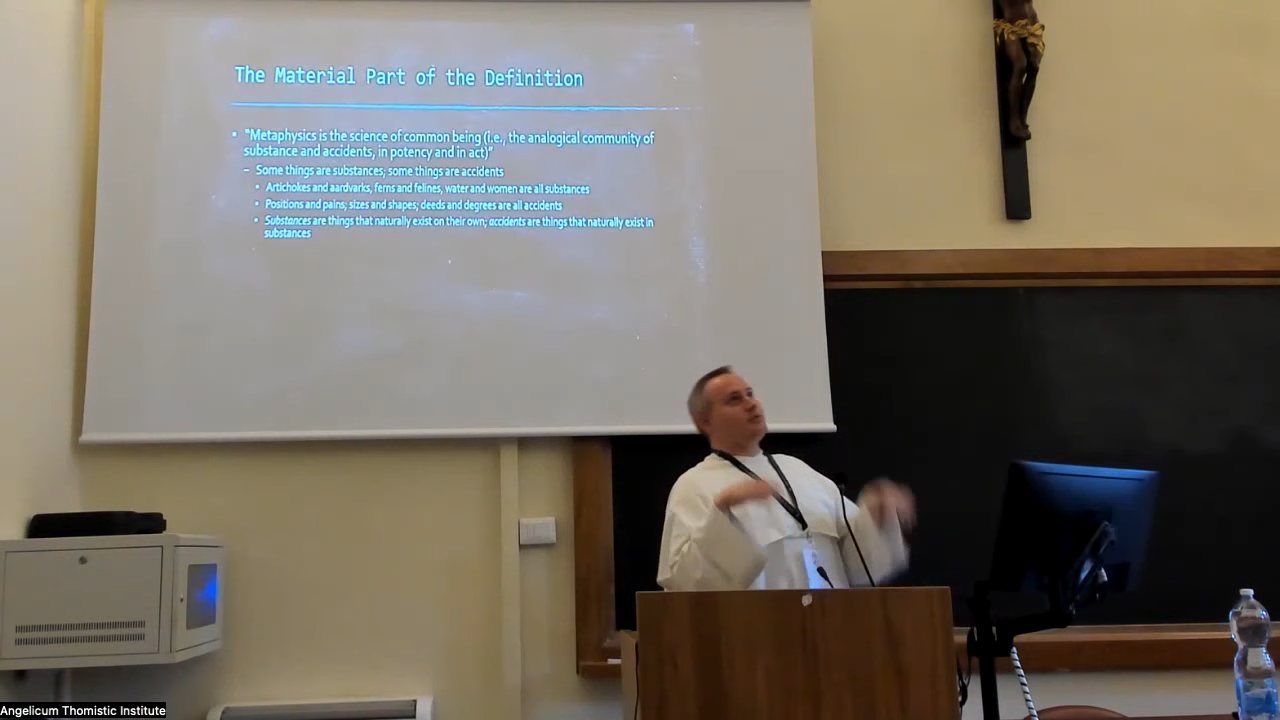 The Material Part of the Definition
▪ "Metaphysics is the science of common being (i.e., the analogical community of
substance and accidents, in potency and in act)"
– Some things are substances; some things are accidents
▪ Artichokes and aardvarks, ferns and felines, water and women are all substances
▪ Positions and pains; sizes and shapes; deeds and degrees are all accidents
▪ Substances are things that naturally exist on their own; accidents are things that naturally exist in
substances
Angelicum Thomistic Institute